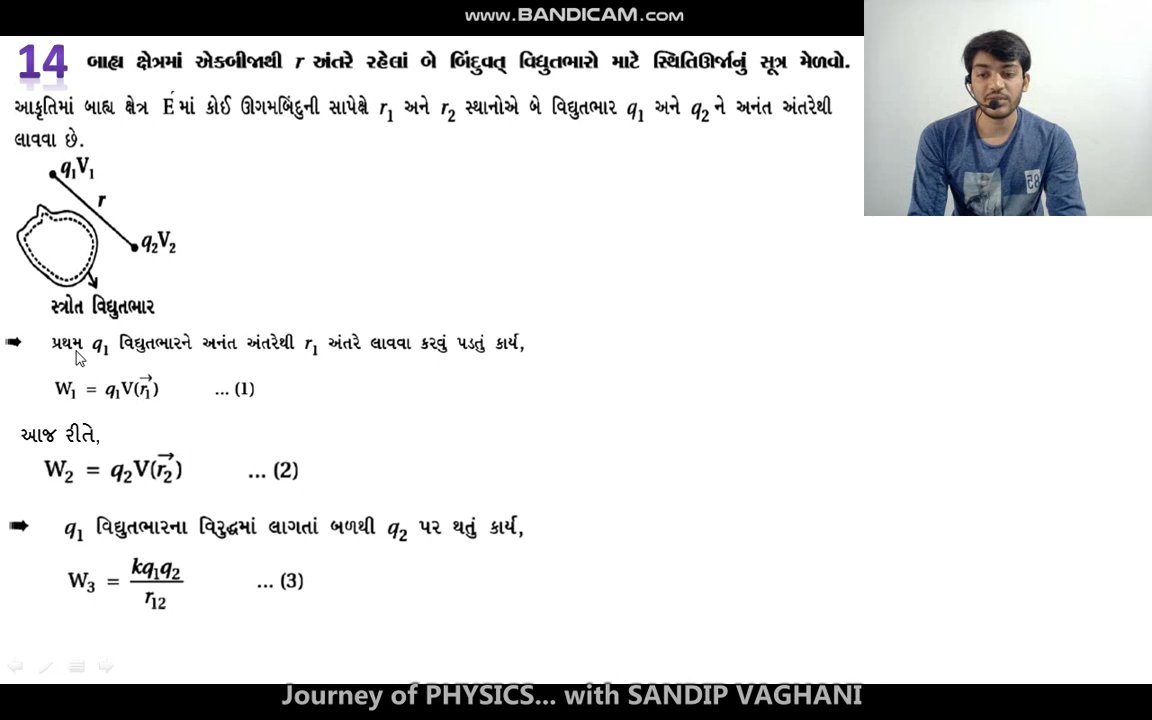 www.BANDICAM.com
14 બાહ્ય ક્ષેત્રમાં એકબીજાથી r અંતરે રહેલાં બે બિંદુવત્ વિદ્યુતભારો માટે સ્થિતિઊર્જાનું સૂત્ર મેળવો.
આકૃતિમાં બાહ્ય ક્ષેત્ર E માં કોઈ ઊગમબિંદુની સાપેક્ષે r₁ અને r₂ સ્થાનોએ બે વિદ્યુતભાર q₁ અને q₂ ને અનંત અંતરેથી
લાવવા છે.
q₁V₁
r
q₂V₂
સ્ત્રોત વિદ્યુતભાર
➡ પ્રથમ q₁ વિદ્યુતભારને અનંત અંતરેથી r₁ અંતરે લાવવા કરવું પડતું કાર્ય,
W₁ = q₁V(r⃗₁) ... (1)
આજ રીતે,
W₂ = q₂V(r⃗₂) ... (2)
➡ q₁ વિદ્યુતભારના વિરુદ્ધમાં લાગતાં બળથી q₂ પર થતું કાર્ય,
W₃ = kq₁q₂ / r₁₂ ... (3)
Journey of PHYSICS... with SANDIP VAGHANI